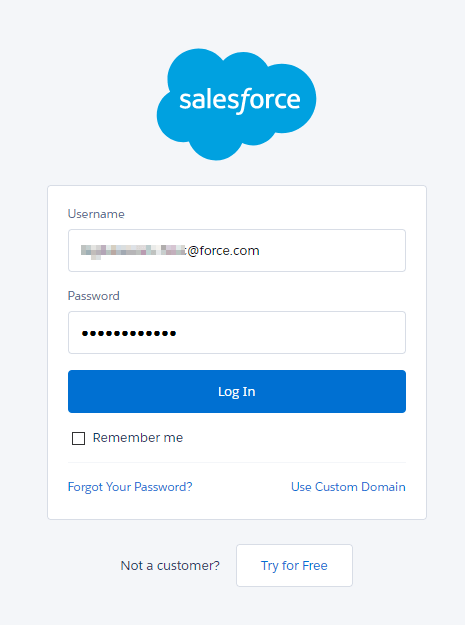 salesforce
Username
@force.com
Password
Log In
Remember me
Forgot Your Password? Use Custom Domain
Not a customer? Try for Free